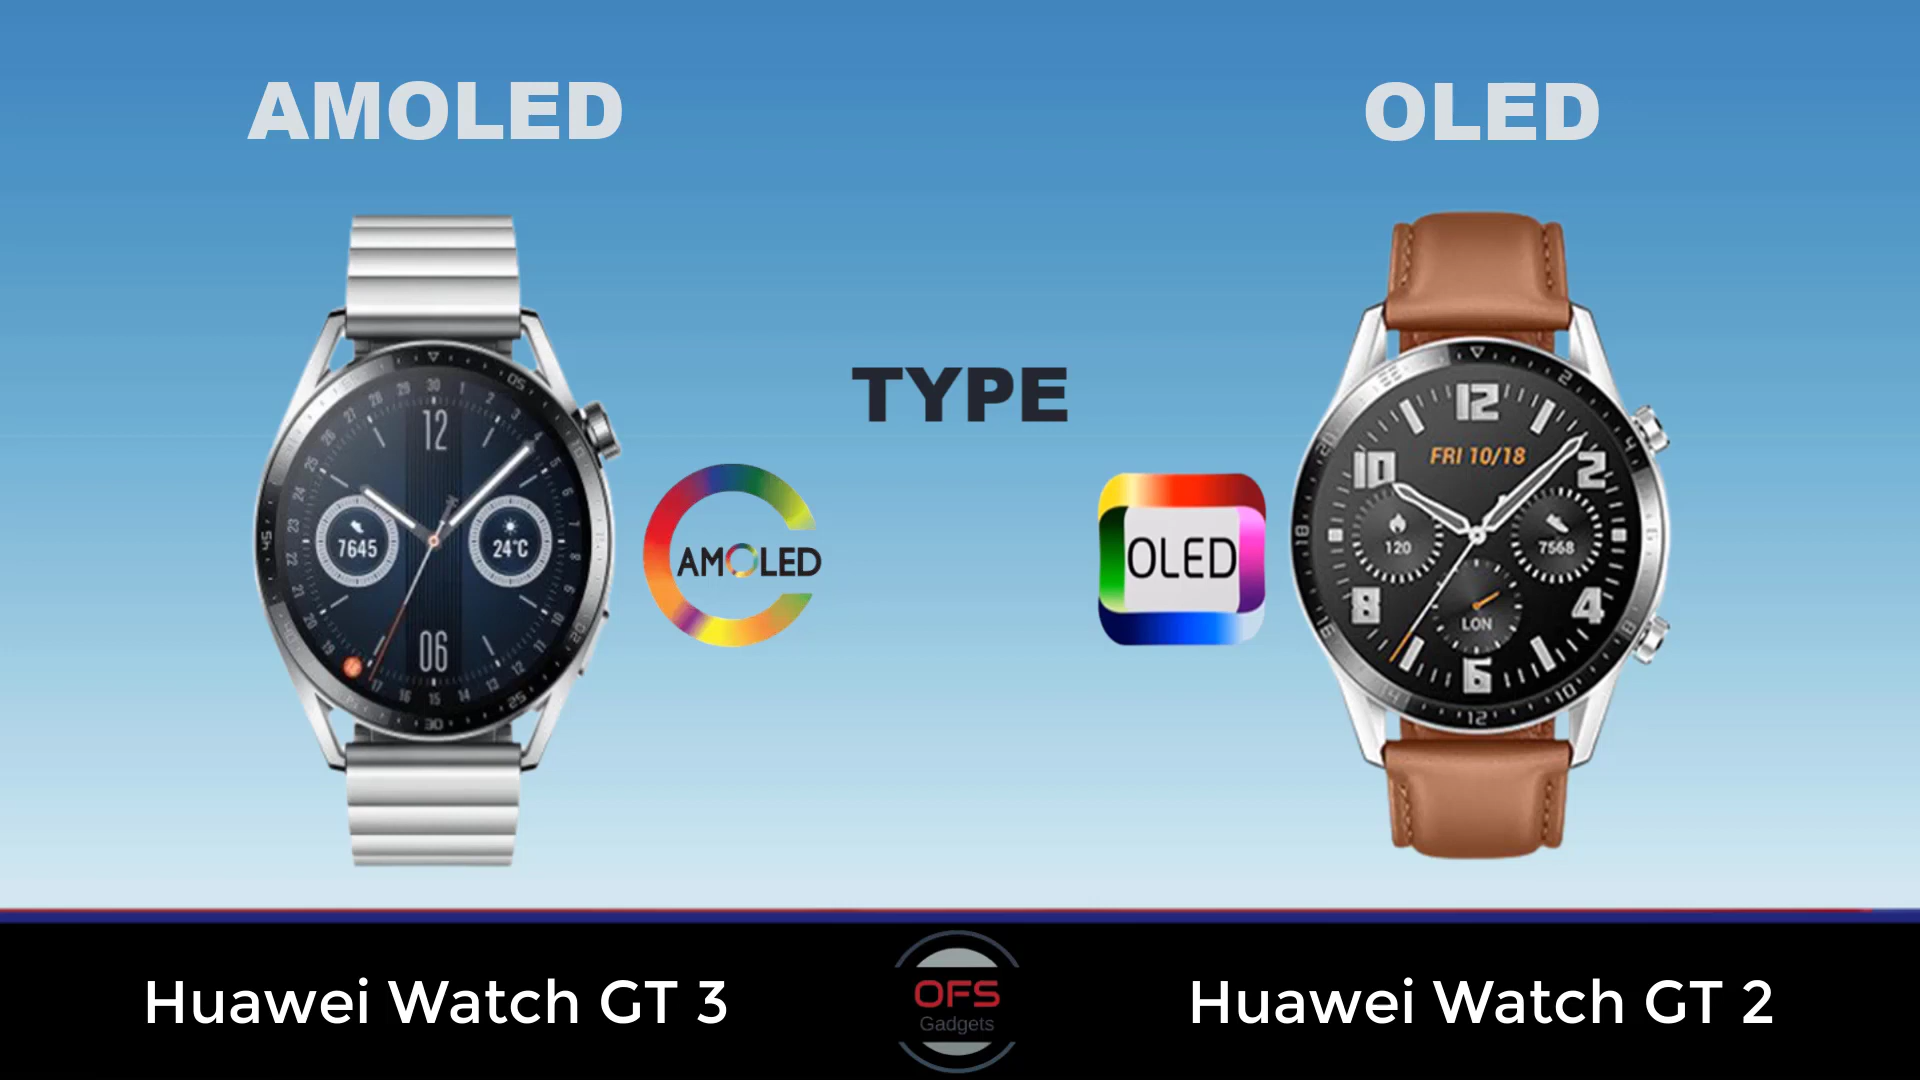 AMOLED
OLED
TYPE
AMOLED
OLED
12
7645
24°C
06
12
FRI 10/18
10
2
120
7568
8
4
LON
6
Huawei Watch GT 3
OFS
Gadgets
Huawei Watch GT 2